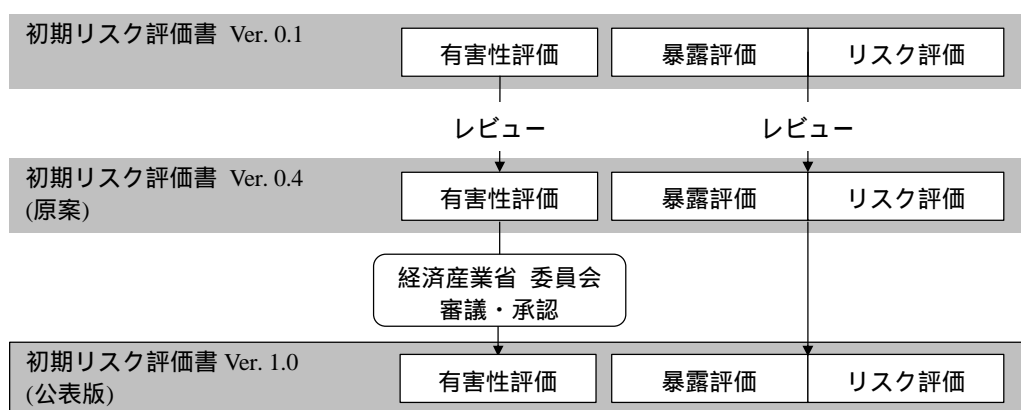 初期リスク評価書 Ver. 0.1
有害性評価 暴露評価 リスク評価
レビュー レビュー
初期リスク評価書 Ver. 0.4
(原案)
有害性評価 暴露評価 リスク評価
経済産業省 委員会
審議・承認
初期リスク評価書 Ver. 1.0
(公表版)
有害性評価 暴露評価 リスク評価